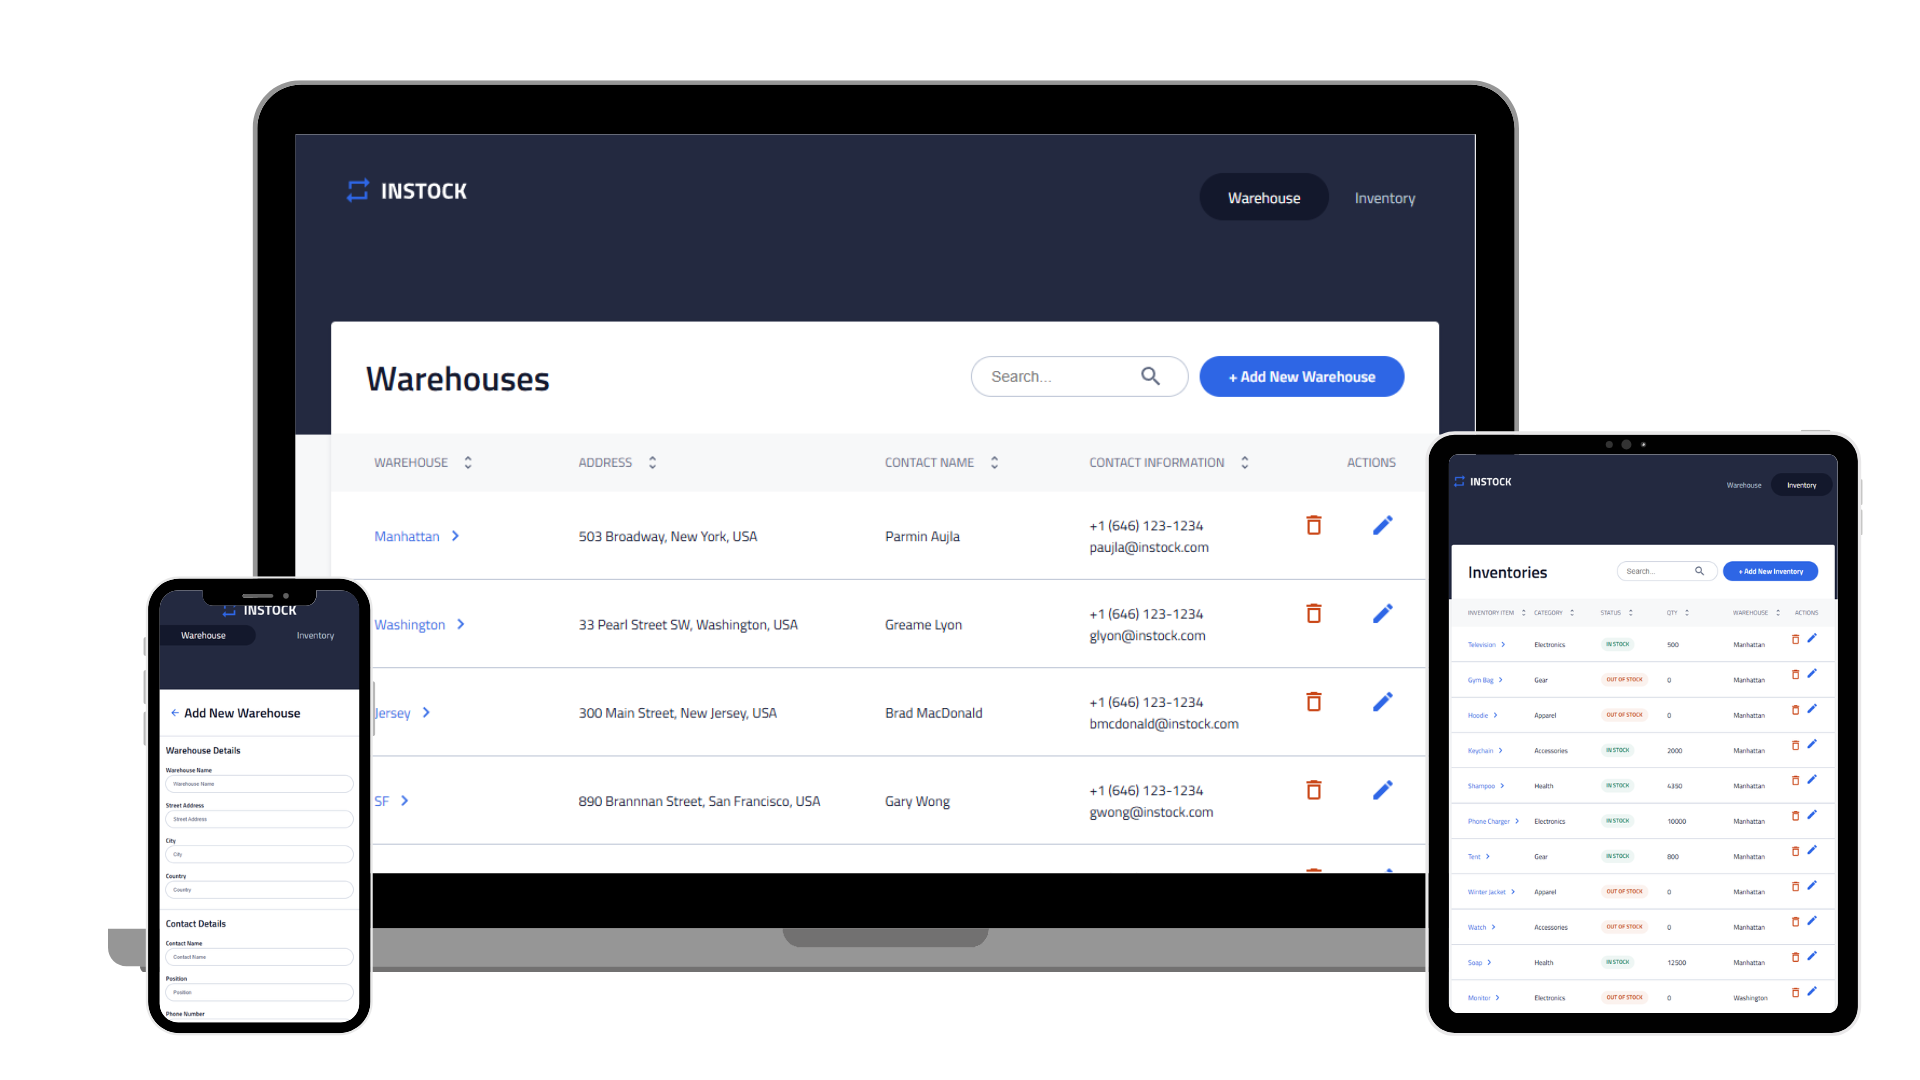 INSTOCK
Warehouse Inventory
Warehouses
Search...
+ Add New Warehouse
WAREHOUSE ADDRESS CONTACT NAME CONTACT INFORMATION ACTIONS
Manhattan 503 Broadway, New York, USA Parmin Aujla +1 (646) 123-1234
paujla@instock.com
Washington 33 Pearl Street SW, Washington, USA Greame Lyon +1 (646) 123-1234
glyon@instock.com
Jersey 300 Main Street, New Jersey, USA Brad MacDonald +1 (646) 123-1234
bmcdonald@instock.com
SF 890 Brannnan Street, San Francisco, USA Gary Wong +1 (646) 123-1234
gwong@instock.com
INSTOCK
Warehouse Inventory
Add New Warehouse
Warehouse Details
Warehouse Name
Warehouse Name
Street Address
Street Address
City
City
Country
Country
Contact Details
Contact Name
Contact Name
Position
Position
Phone Number
INSTOCK
Warehouse Inventory
Inventories
Search...
+ Add New Inventory
INVENTORY ITEM CATEGORY STATUS QTY WAREHOUSE ACTIONS
Television Electronics IN STOCK 500 Manhattan
Gym Bag Gear OUT OF STOCK 0 Manhattan
Hoodie Apparel OUT OF STOCK 0 Manhattan
Keychain Accessories IN STOCK 2000 Manhattan
Shampoo Health IN STOCK 4350 Manhattan
Phone Charger Electronics IN STOCK 10000 Manhattan
Tent Gear IN STOCK 800 Manhattan
Winter Jacket Apparel OUT OF STOCK 0 Manhattan
Watch Accessories OUT OF STOCK 0 Manhattan
Soap Health IN STOCK 12500 Manhattan
Monitor Electronics OUT OF STOCK 0 Washington